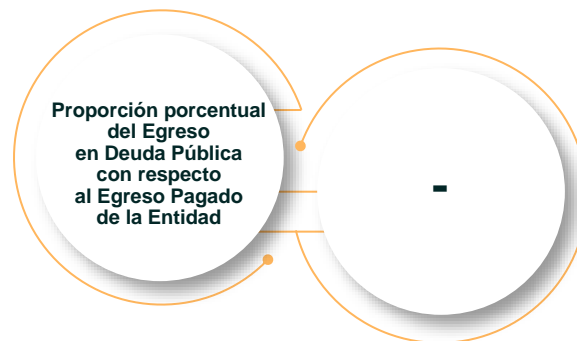 Proporción porcentual
del Egreso
en Deuda Pública
con respecto
al Egreso Pagado
de la Entidad
-